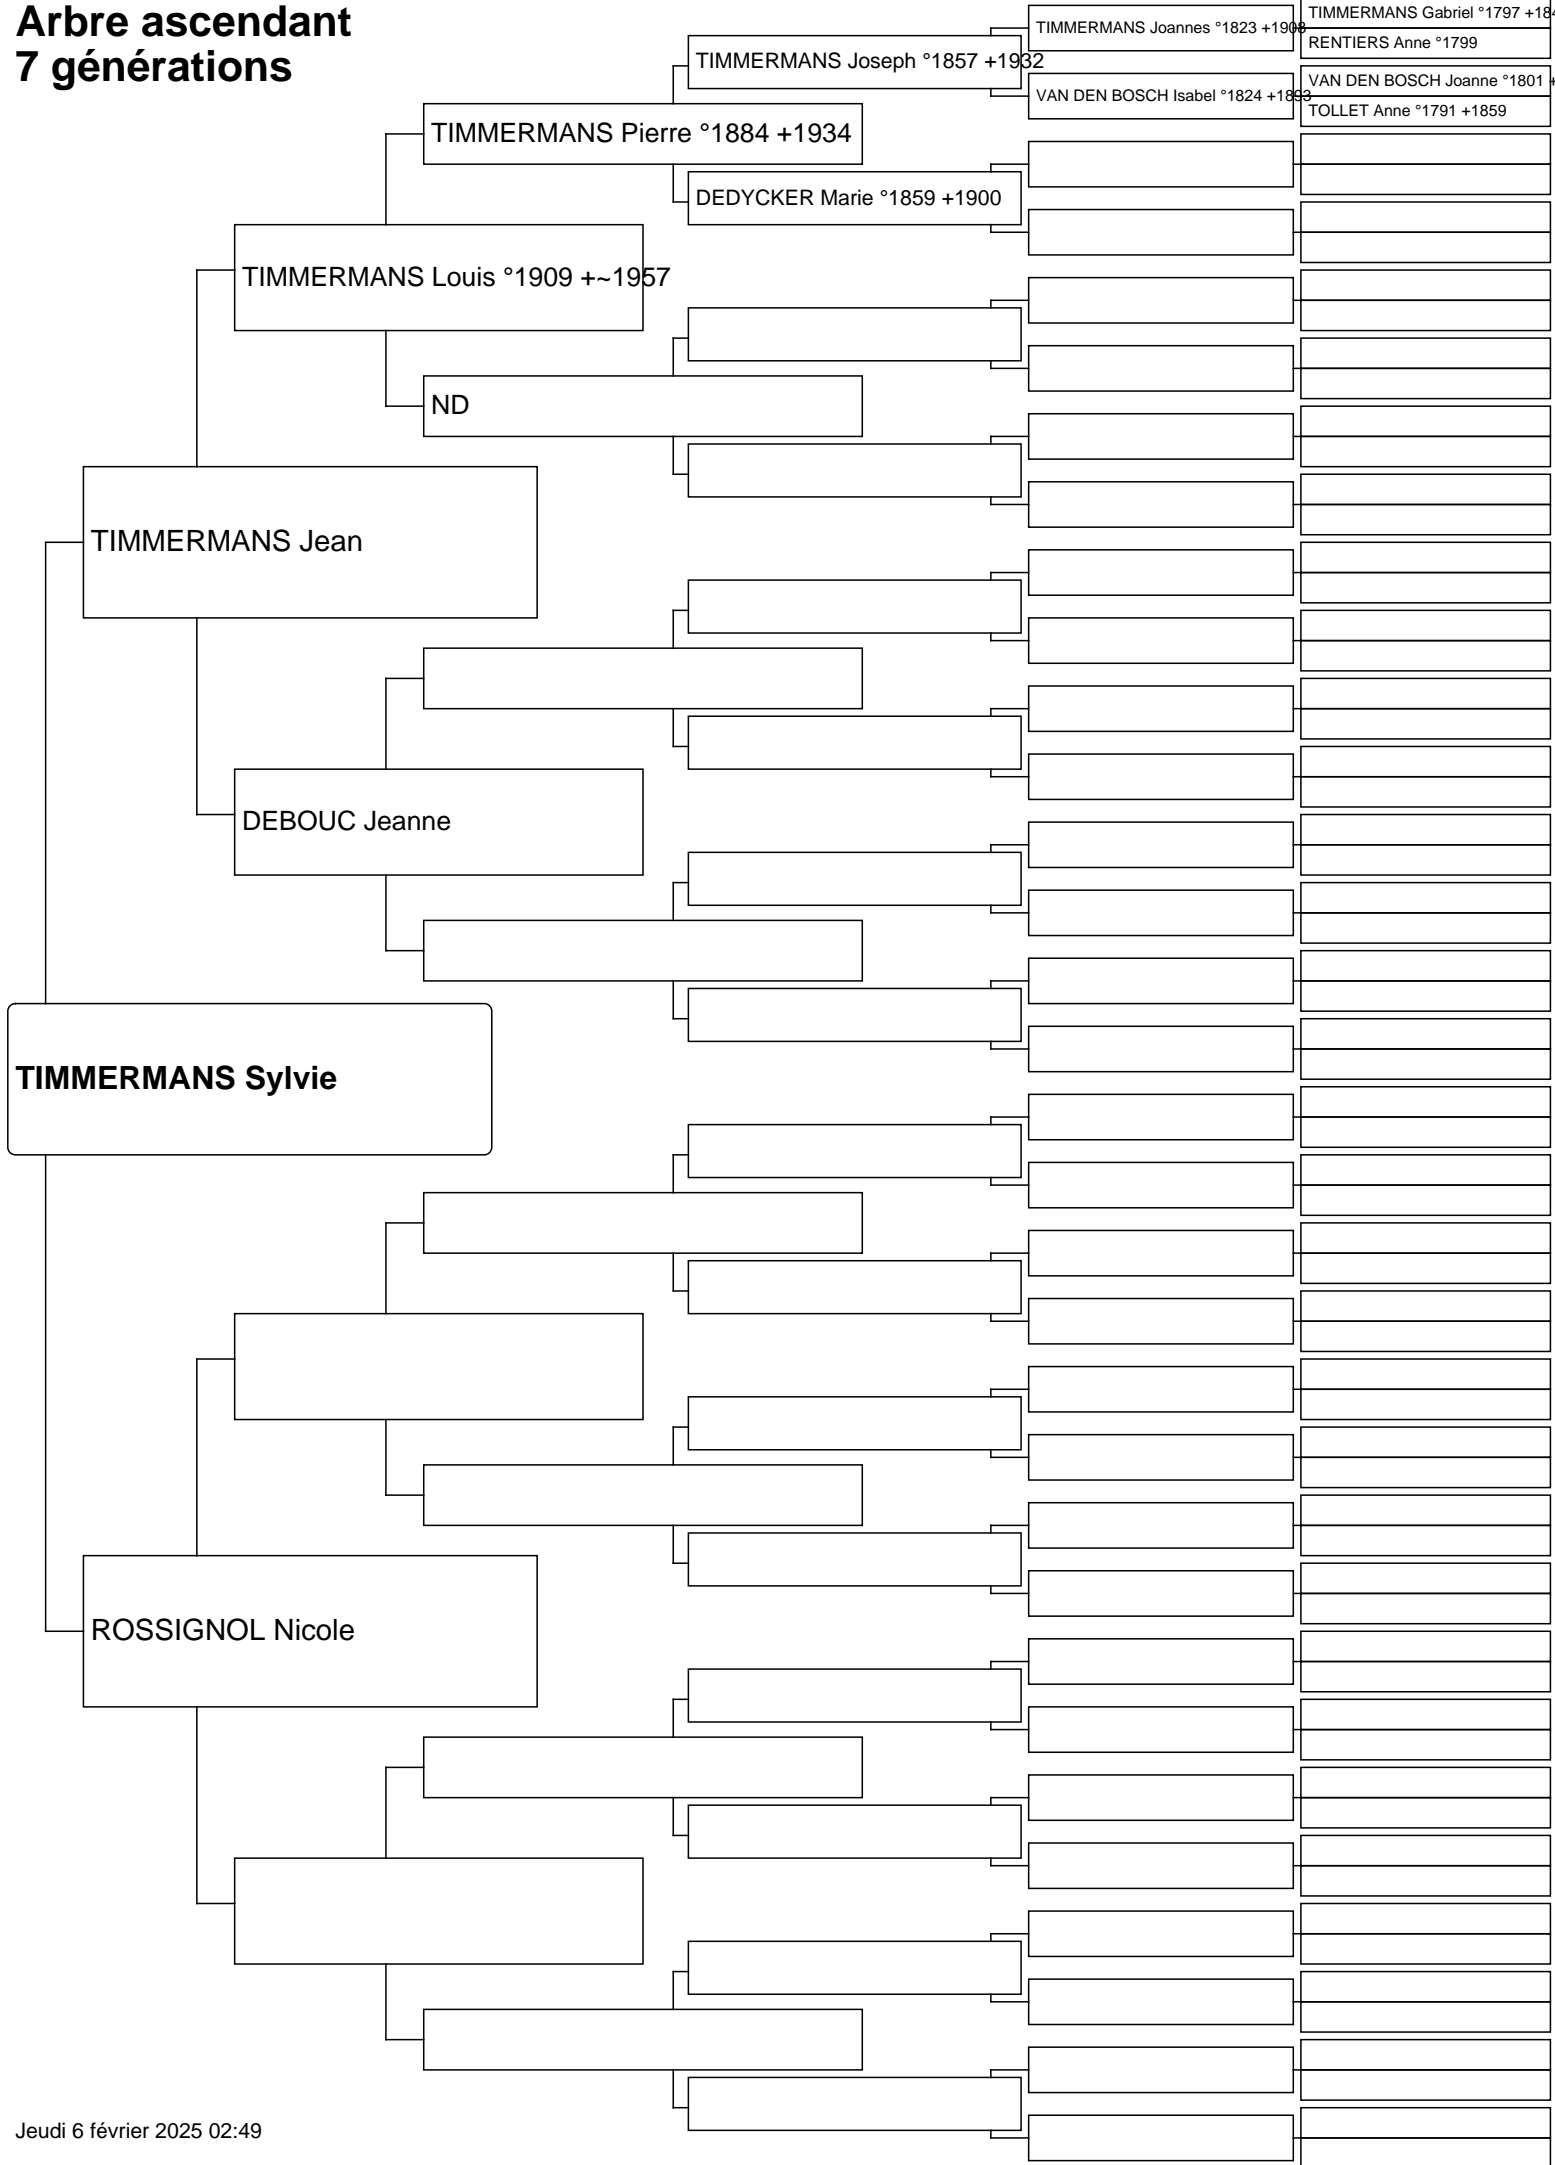 Arbre ascendant
7 générations
TIMMERMANS Gabriel °1797
TIMMERMANS Joannes °1823 +1908
RENTIERS Anne °1799
TIMMERMANS Joseph °1857 +1932
VAN DEN BOSCH Joanne °1801
VAN DEN BOSCH Isabel °1824 +1893
TOLLET Anne °1791 +1859
TIMMERMANS Pierre °1884 +1934
DEDYCKER Marie °1859 +1900
TIMMERMANS Louis °1909 +~1957
ND
TIMMERMANS Jean
DEBOUC Jeanne
TIMMERMANS Sylvie
ROSSIGNOL Nicole
Jeudi 6 février 2025 02:49